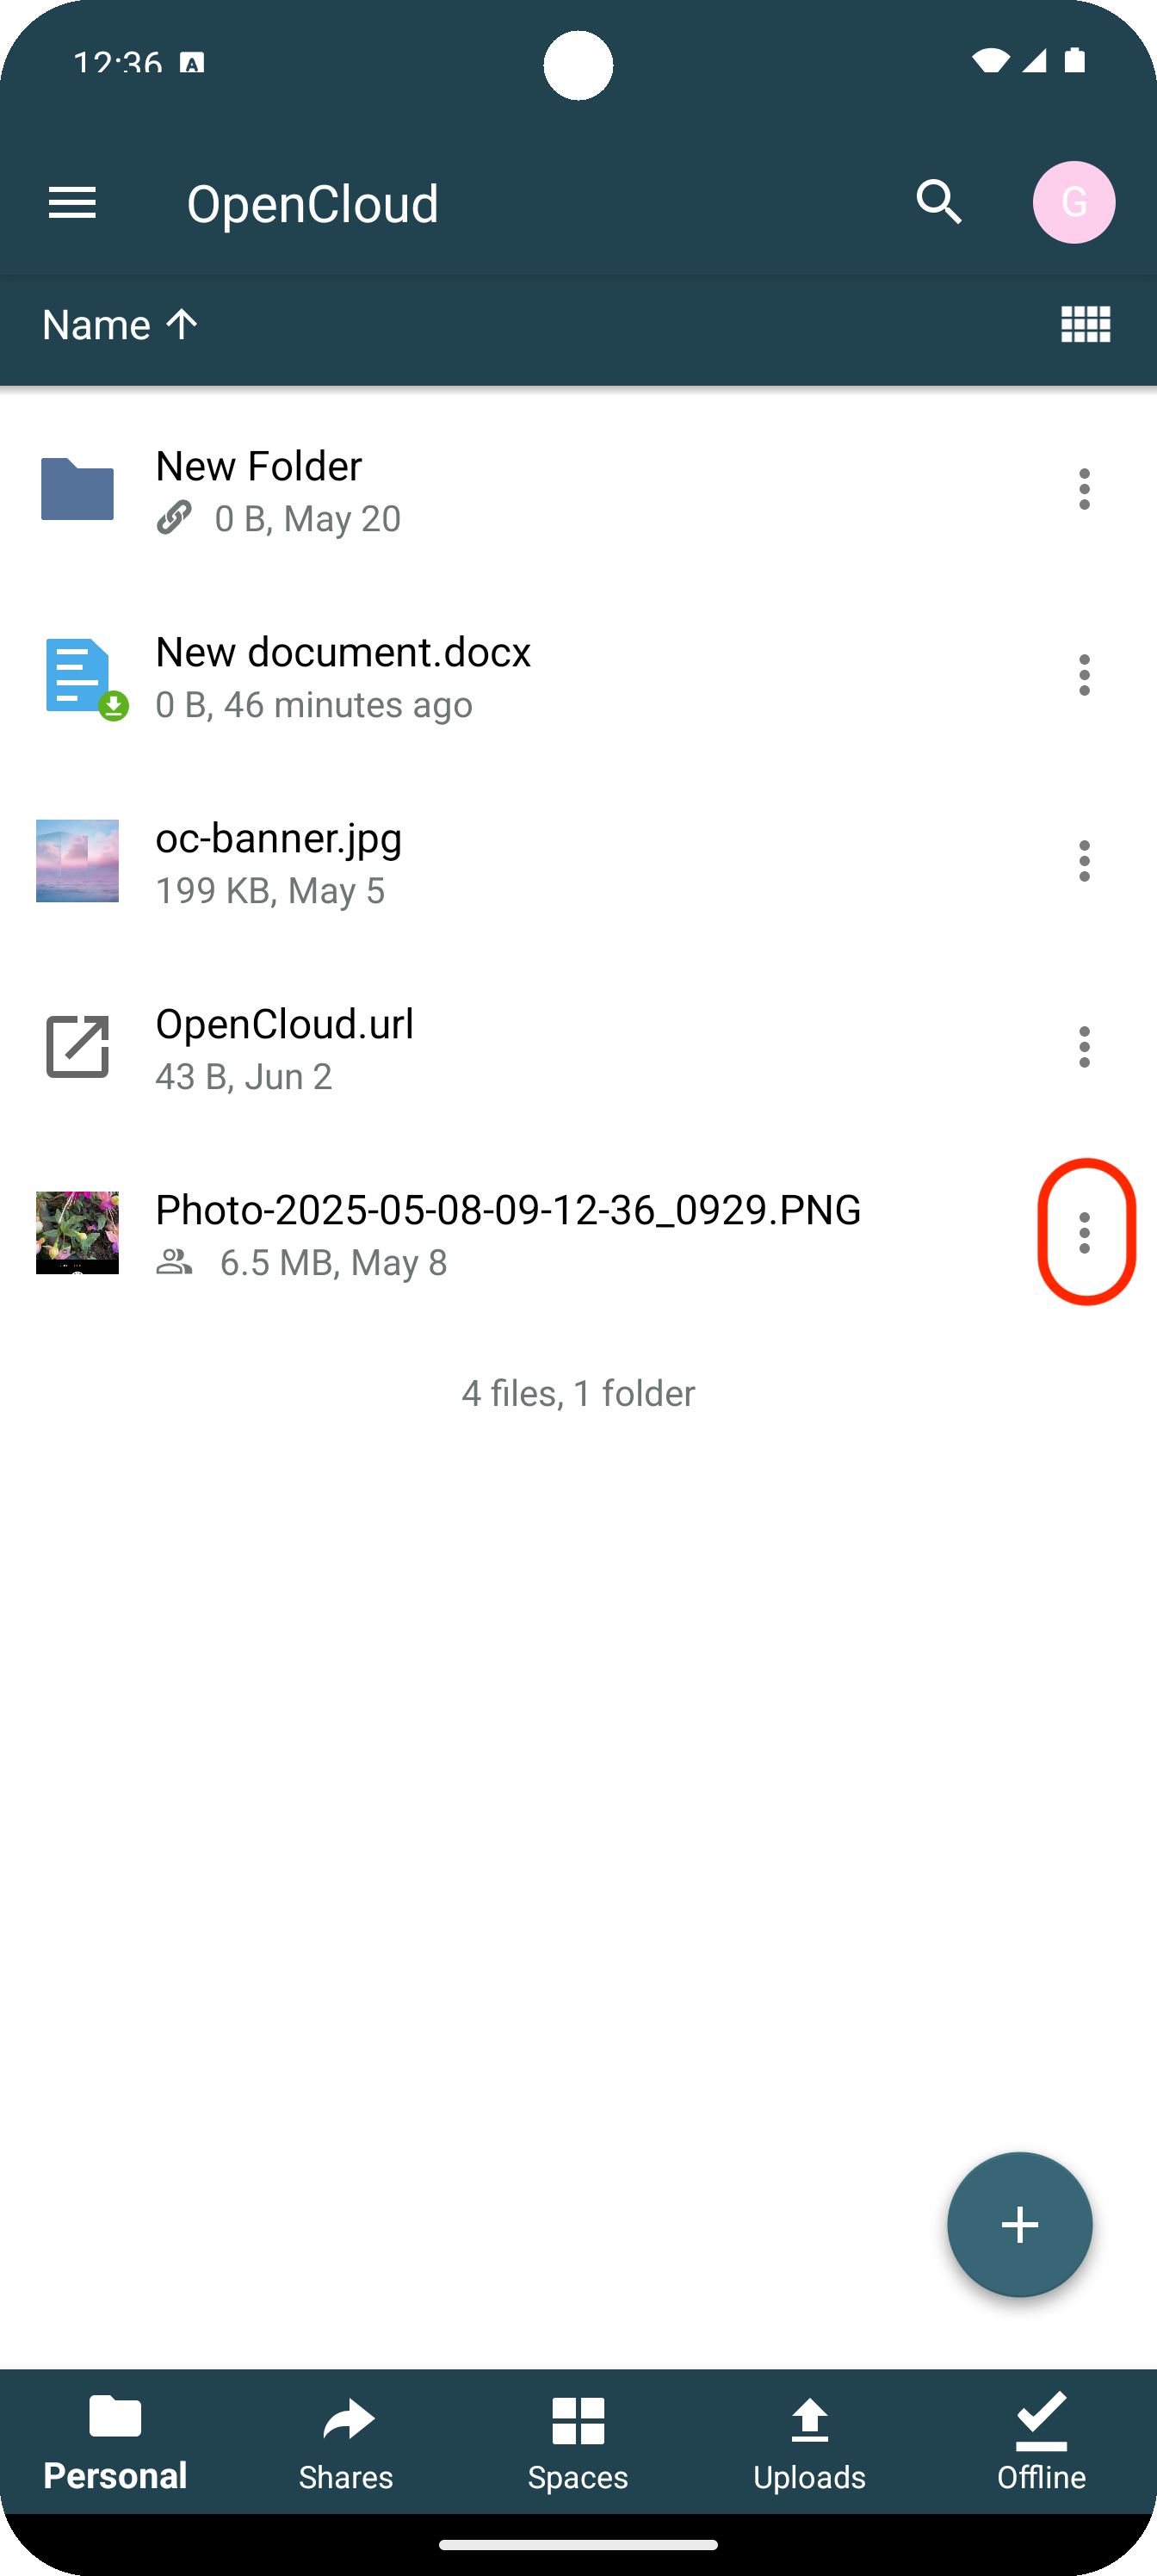 12:36 A
OpenCloud
G
Name
New Folder
0 B, May 20
New document.docx
0 B, 46 minutes ago
oc-banner.jpg
199 KB, May 5
OpenCloud.url
43 B, Jun 2
Photo-2025-05-08-09-12-36_0929.PNG
6.5 MB, May 8
4 files, 1 folder
Personal
Shares
Spaces
Uploads
Offline